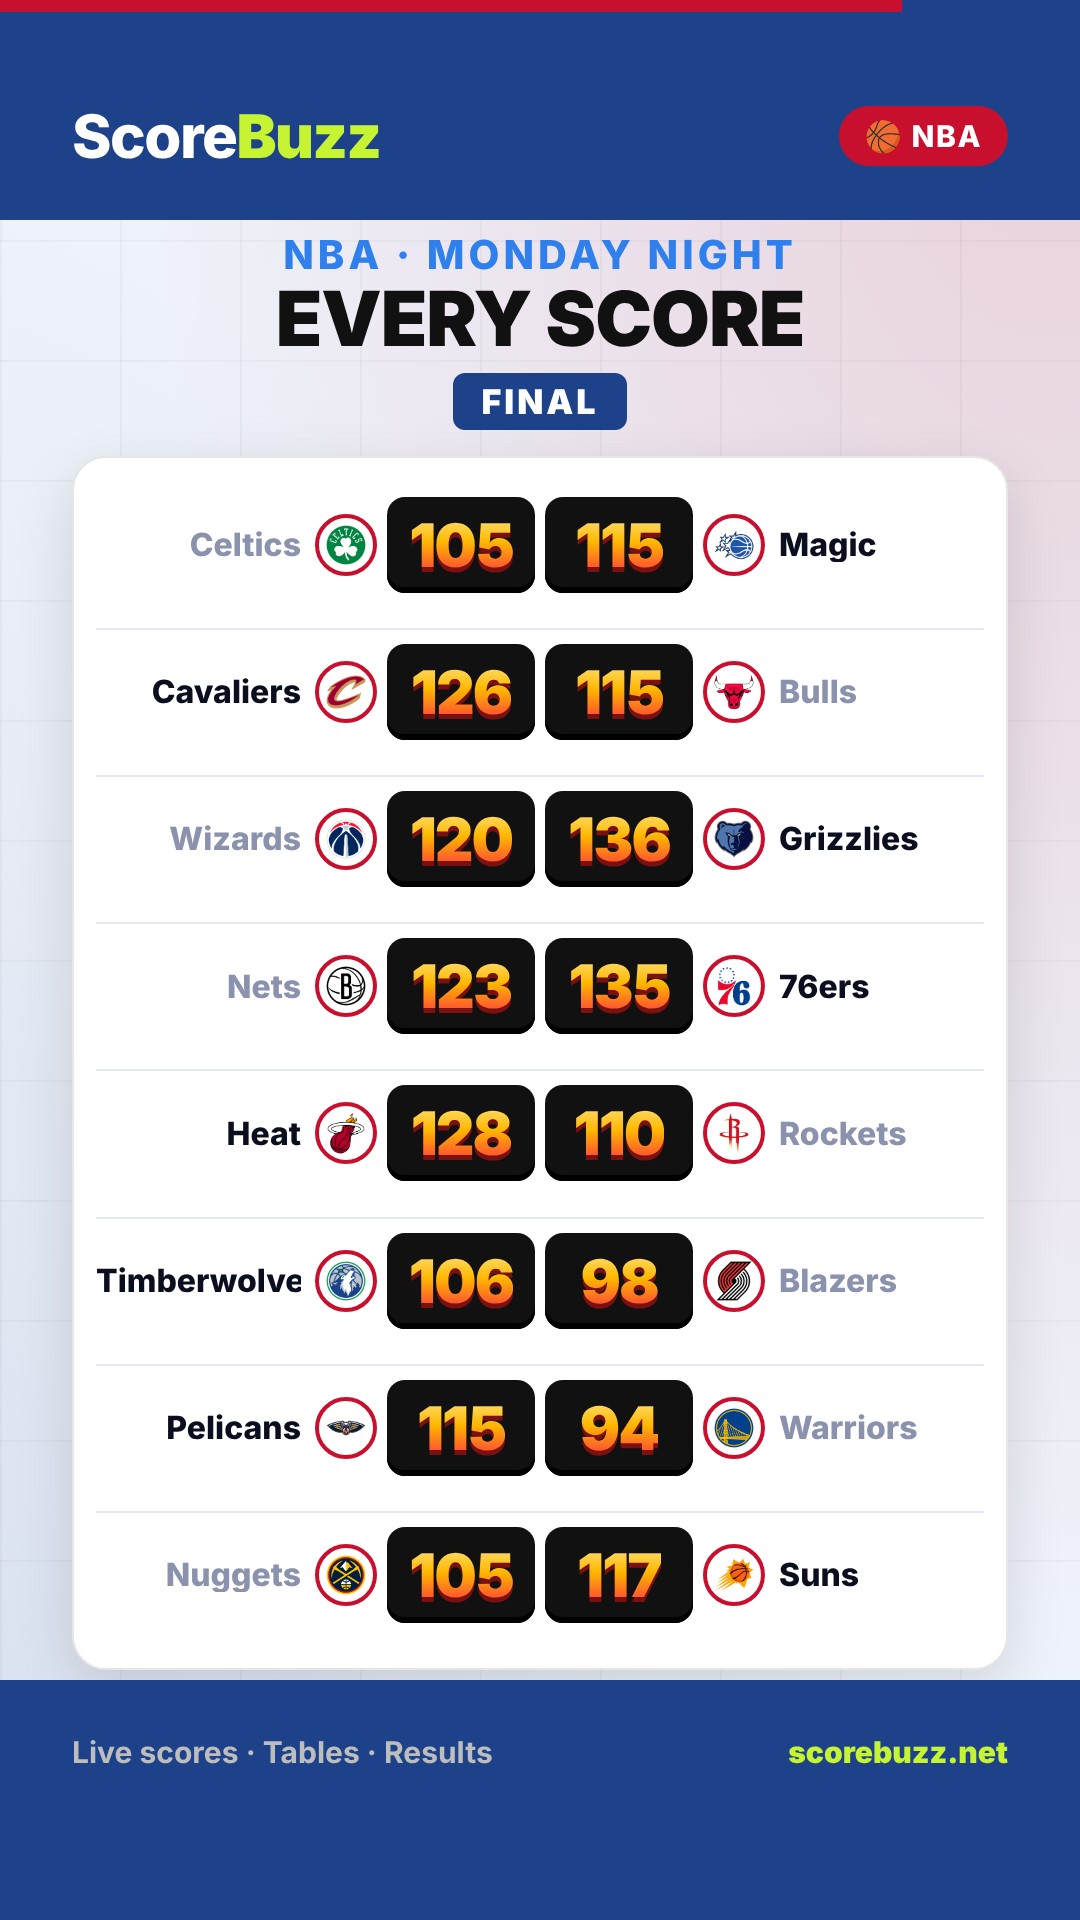 ScoreBuzz
NBA
NBA · MONDAY NIGHT
EVERY SCORE
FINAL
Celtics 105 115 Magic
Cavaliers 126 115 Bulls
Wizards 120 136 Grizzlies
Nets 123 135 76ers
Heat 128 110 Rockets
Timberwolve 106 98 Blazers
Pelicans 115 94 Warriors
Nuggets 105 117 Suns
Live scores · Tables · Results
scorebuzz.net